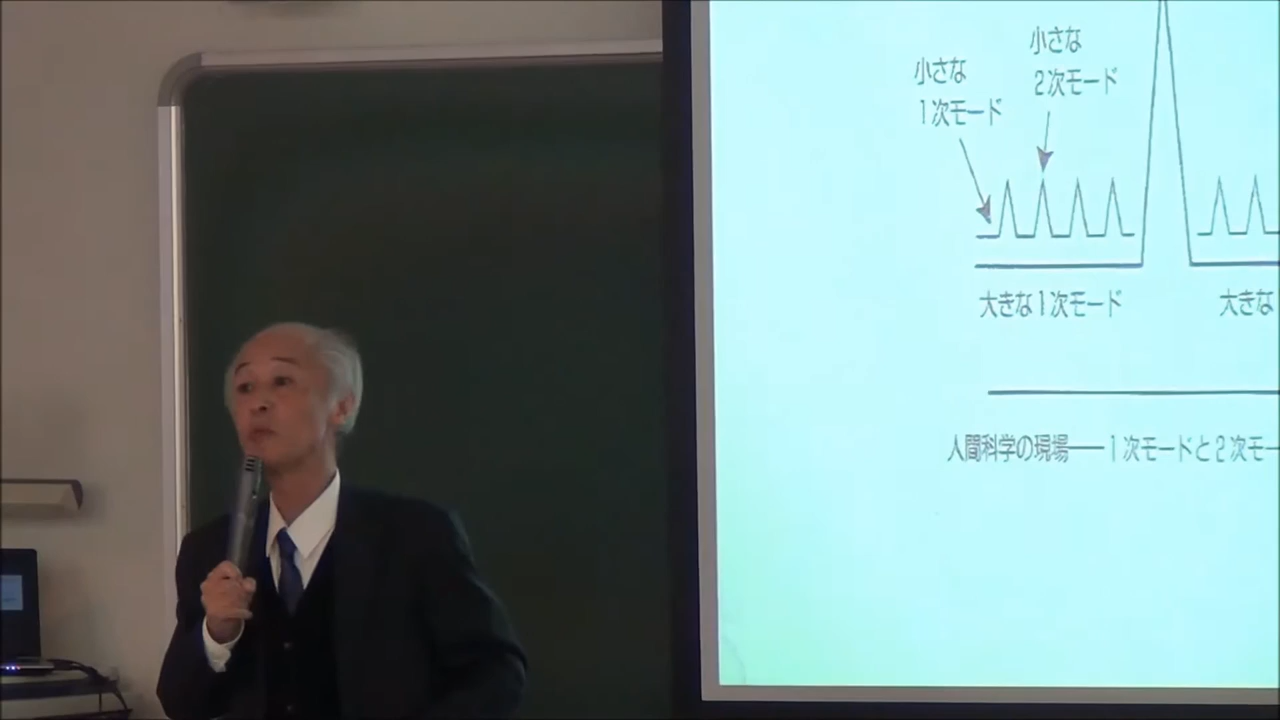 小さな
1次モード
小さな
2次モード
大きな1次モード
大きな
人間科学の現場――1次モードと2次モー